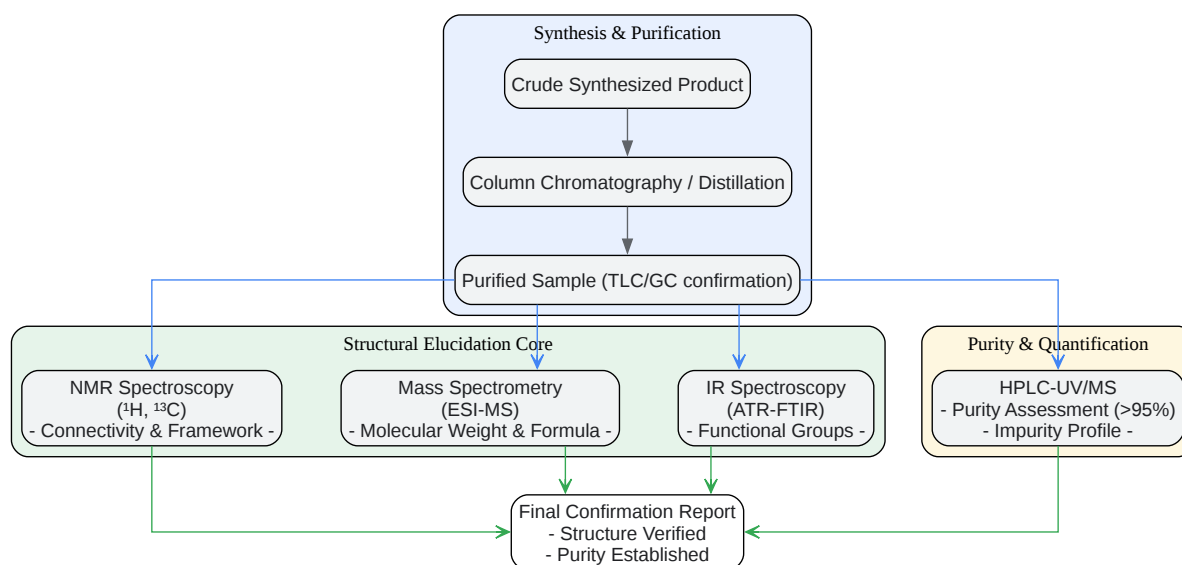 Synthesis & Purification
Crude Synthesized Product
Column Chromatography / Distillation
Purified Sample (TLC/GC confirmation)
Structural Elucidation Core
NMR Spectroscopy
(¹H, ¹³C)
- Connectivity & Framework -
Mass Spectrometry
(ESI-MS)
- Molecular Weight & Formula -
IR Spectroscopy
(ATR-FTIR)
- Functional Groups -
Purity & Quantification
HPLC-UV/MS
- Purity Assessment (>95%)
- Impurity Profile -
Final Confirmation Report
- Structure Verified
- Purity Established